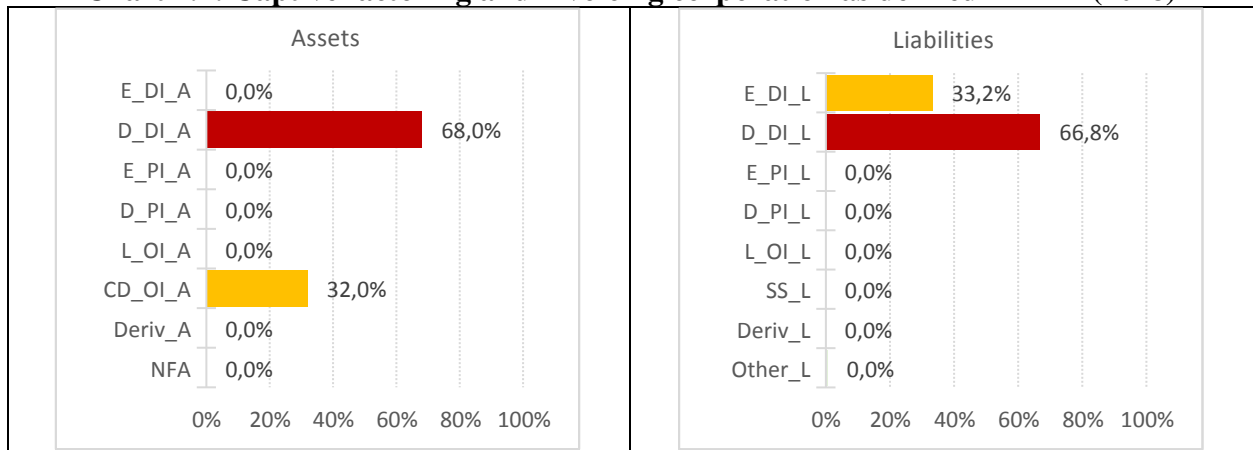 Assets
E_DI_A 0,0%
D_DI_A 68,0%
E_PI_A 0,0%
D_PI_A 0,0%
L_OI_A 0,0%
CD_OI_A 32,0%
Deriv_A 0,0%
NFA 0,0%
0% 20% 40% 60% 80% 100%
Liabilities
E_DI_L 33,2%
D_DI_L 66,8%
E_PI_L 0,0%
D_PI_L 0,0%
L_OI_L 0,0%
SS_L 0,0%
Deriv_L 0,0%
Other_L 0,0%
0% 20% 40% 60% 80% 100%